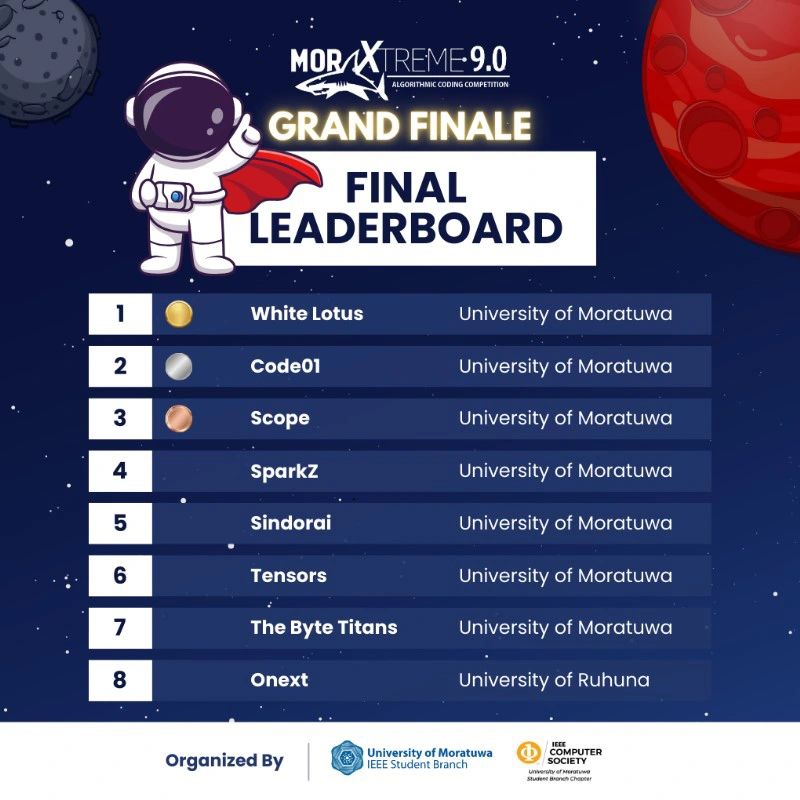 MORAXTREME 9.0
ALGORITHMIC CODING COMPETITION
GRAND FINALE
FINAL
LEADERBOARD
1 White Lotus University of Moratuwa
2 Code01 University of Moratuwa
3 Scope University of Moratuwa
4 SparkZ University of Moratuwa
5 Sindorai University of Moratuwa
6 Tensors University of Moratuwa
7 The Byte Titans University of Moratuwa
8 Onext University of Ruhuna
Organized By
University of Moratuwa
IEEE Student Branch
IEEE
COMPUTER
SOCIETY
University of Moratuwa
Student Branch Chapter